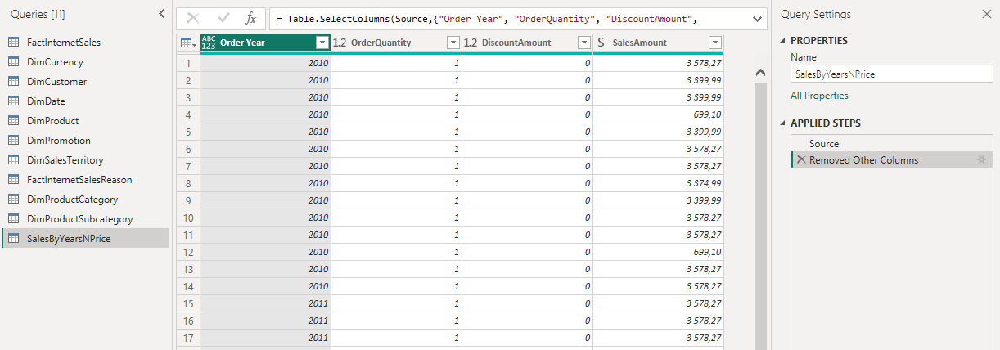 Queries [11]
FactInternetSales
DimCurrency
DimCustomer
DimDate
DimProduct
DimPromotion
DimSalesTerritory
FactInternetSalesReason
DimProductCategory
DimProductSubcategory
SalesByYearsNPrice
fx = Table.SelectColumns(Source,{"Order Year", "OrderQuantity", "DiscountAmount",
ABC 123 Order Year 1.2 OrderQuantity 1.2 DiscountAmount $ SalesAmount
1 2010 1 0 3 578,27
2 2010 1 0 3 399,99
3 2010 1 0 3 399,99
4 2010 1 0 699,10
5 2010 1 0 3 399,99
6 2010 1 0 3 578,27
7 2010 1 0 3 578,27
8 2010 1 0 3 374,99
9 2010 1 0 3 399,99
10 2010 1 0 3 578,27
11 2010 1 0 3 578,27
12 2010 1 0 699,10
13 2010 1 0 3 578,27
14 2010 1 0 3 578,27
15 2011 1 0 3 578,27
16 2011 1 0 3 578,27
17 2011 1 0 3 578,27
Query Settings
PROPERTIES
Name
SalesByYearsNPrice
All Properties
APPLIED STEPS
Source
Removed Other Columns